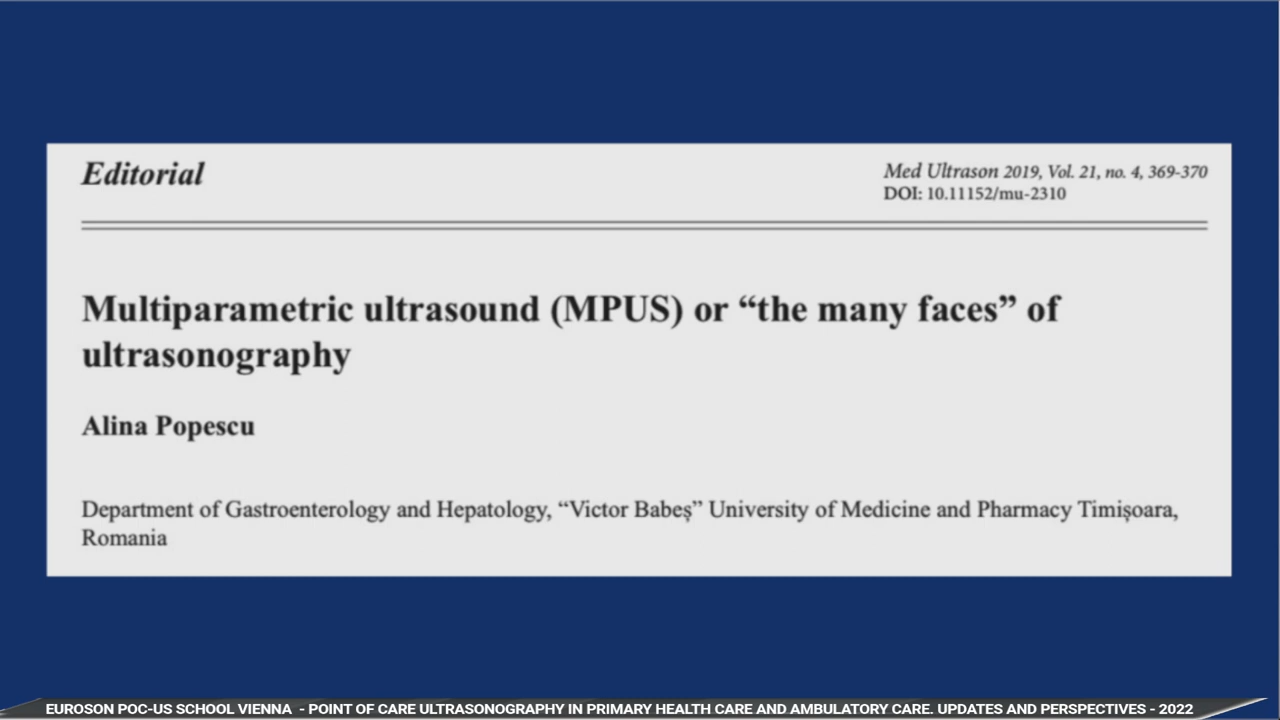 Editorial
Med Ultrason 2019, Vol. 21, no. 4, 369-370
DOI: 10.11152/mu-2310
Multiparametric ultrasound (MPUS) or “the many faces” of
ultrasonography
Alina Popescu
Department of Gastroenterology and Hepatology, “Victor Babeș” University of Medicine and Pharmacy Timișoara,
Romania
EUROSON POC-US SCHOOL VIENNA - POINT OF CARE ULTRASONOGRAPHY IN PRIMARY HEALTH CARE AND AMBULATORY CARE. UPDATES AND PERSPECTIVES - 2022